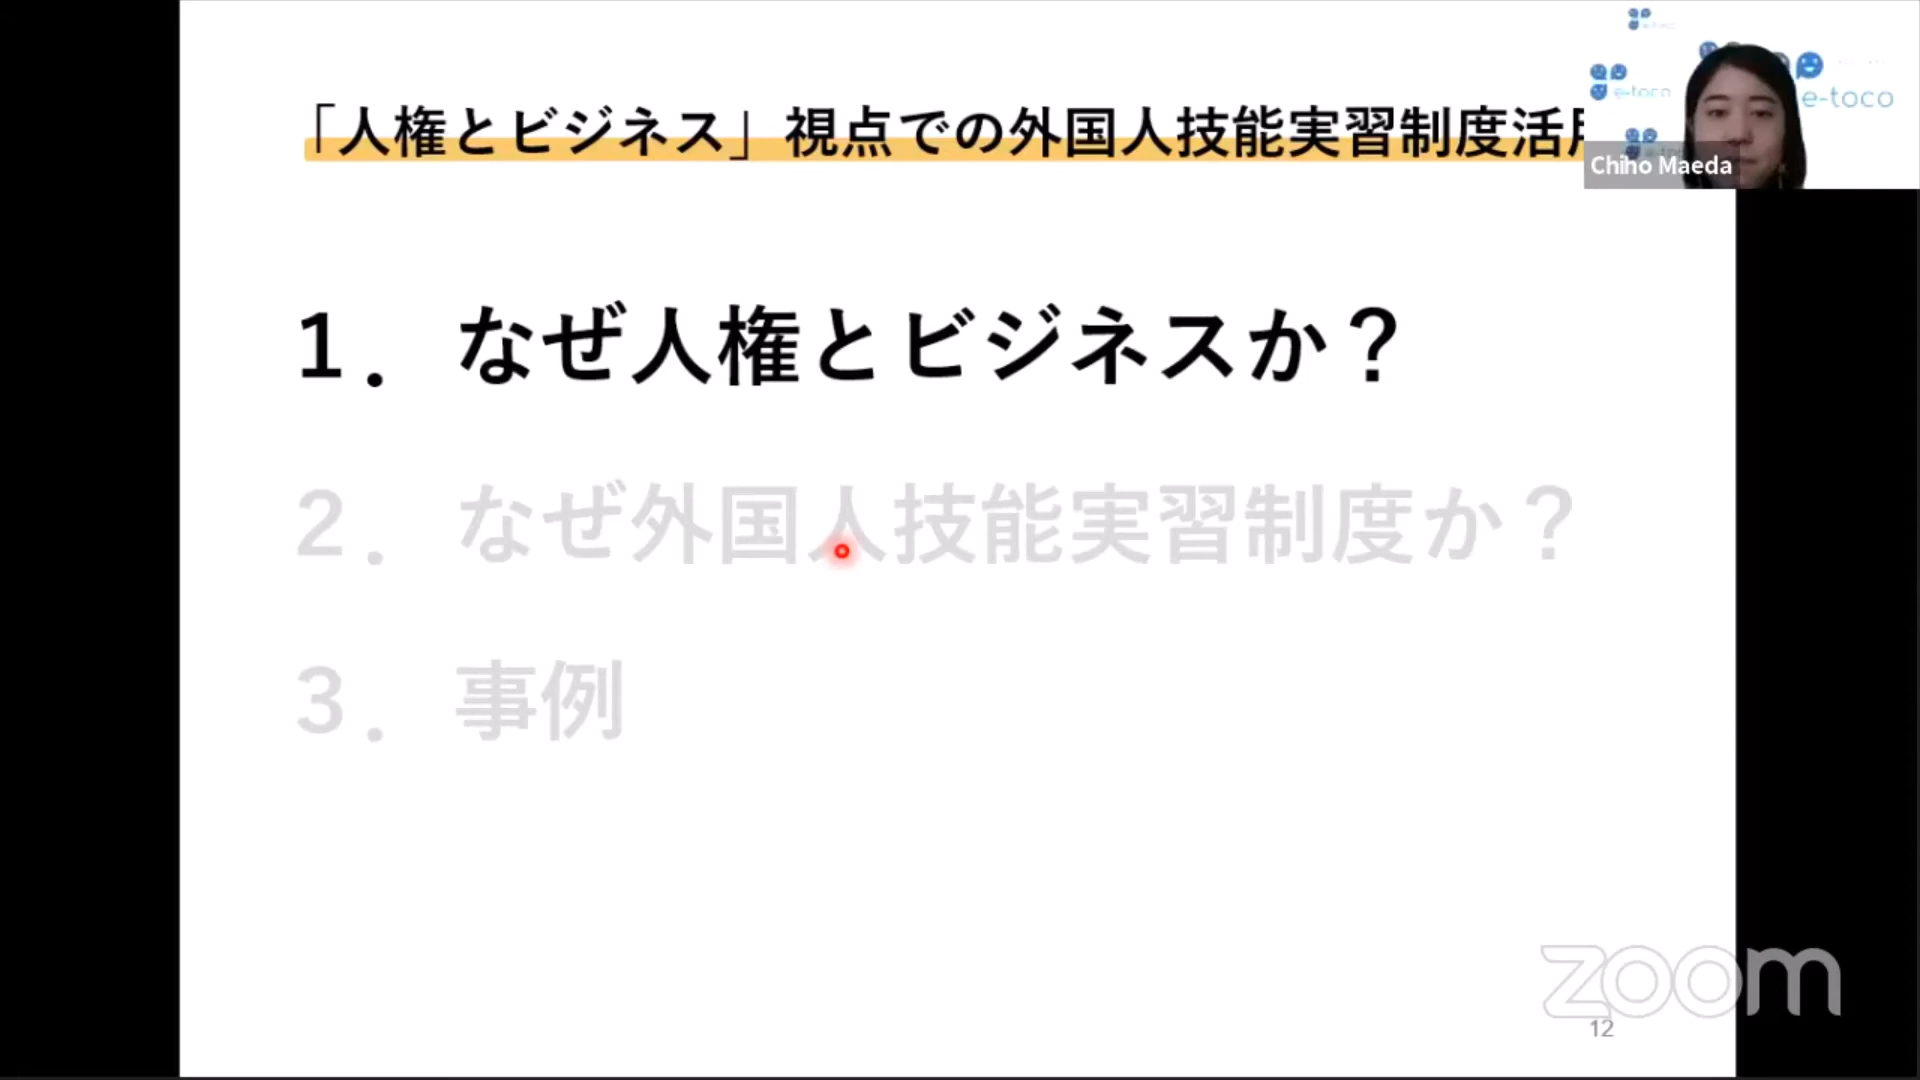 「人権とビジネス」視点での外国人技能実習制度活
e-toco
e-toco
e-toco
Chiho Maeda
1．なぜ人権とビジネスか？
2．なぜ外国人技能実習制度か？
3．事例
zoom
12